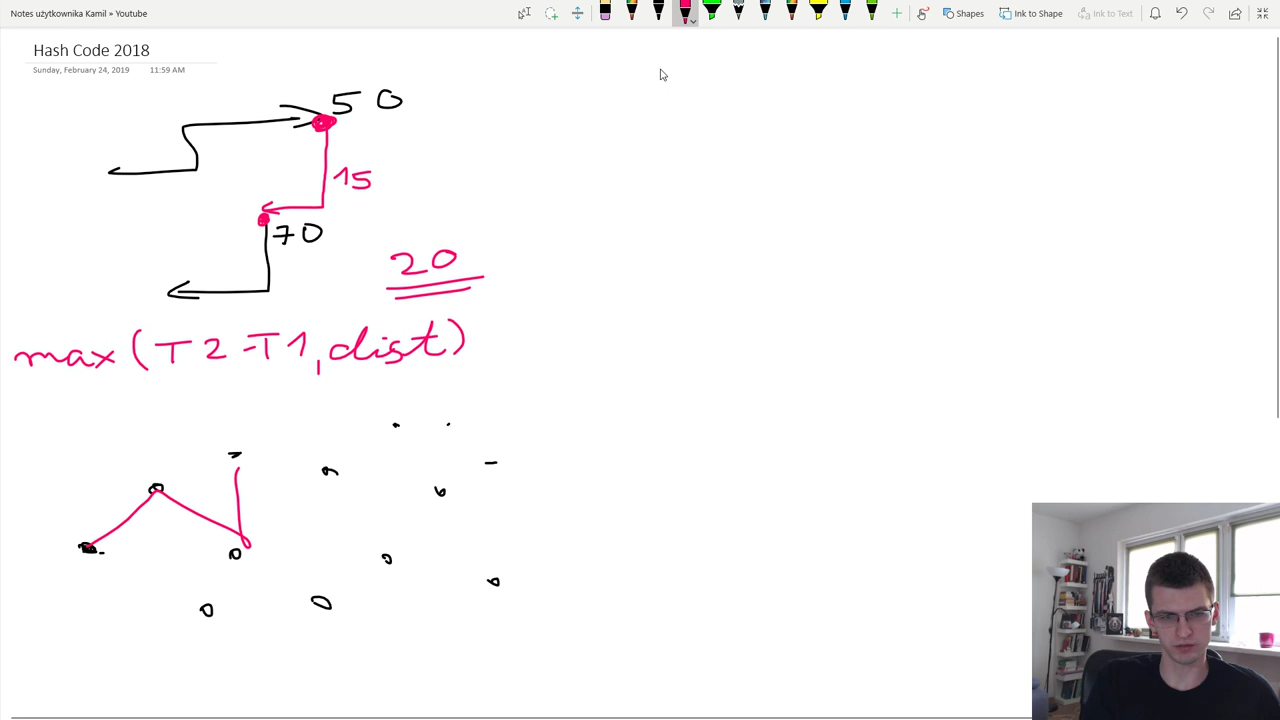 Notes użytkownika Kamil » Youtube
Shapes
Ink to Shape
Ink to Text
Hash Code 2018
Sunday, February 24, 2019 11:59 AM
50
15
70
20
max(T2-T1,dist)